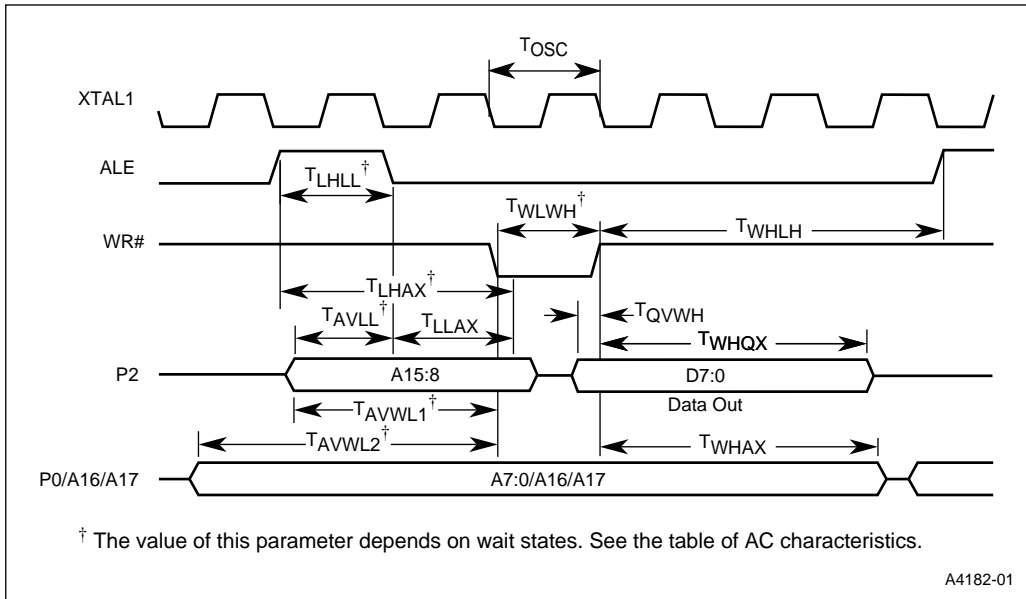 TOSC
XTAL1
ALE
TLHLL†
TWLWH†
TWHLH
WR#
TLHAX†
TAVLL†
TLLAX
TQVWH
TWHQX
P2
A15:8
D7:0
Data Out
TAVWL1†
TAVWL2†
TWHAX
P0/A16/A17
A7:0/A16/A17
† The value of this parameter depends on wait states. See the table of AC characteristics.
A4182-01